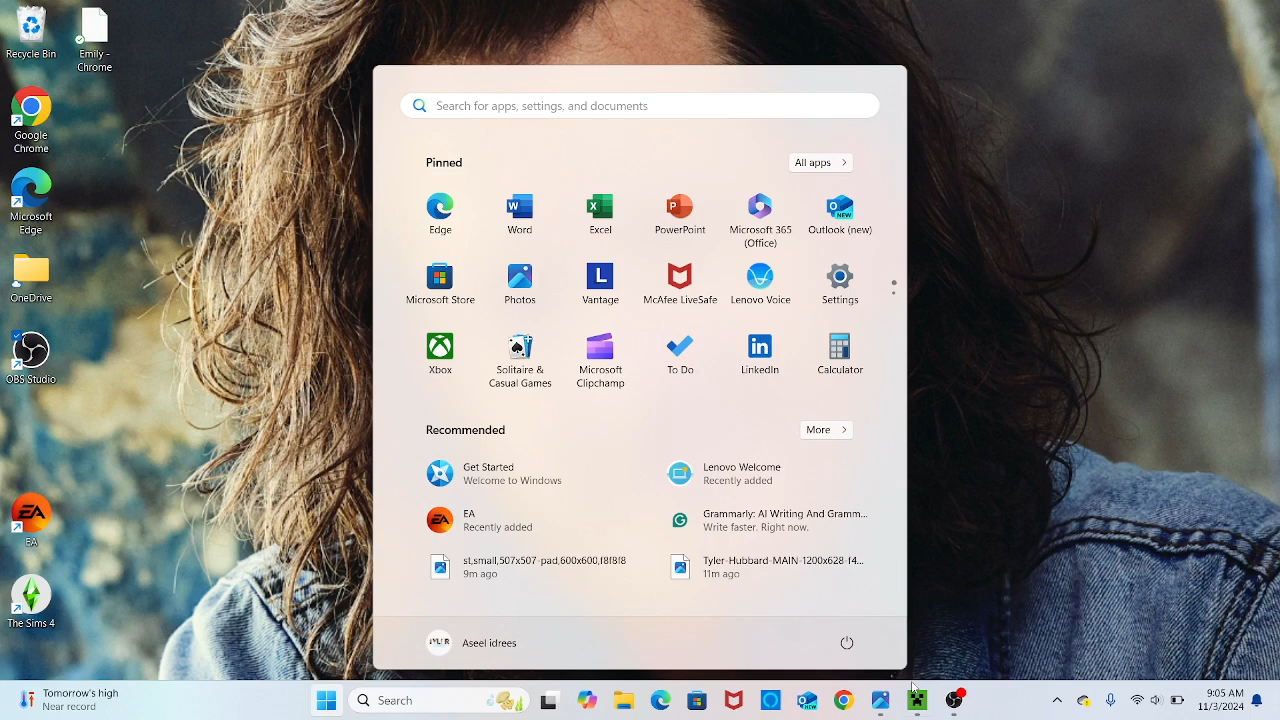 Recycle Bin
Emily - Chrome
Google Chrome
Microsoft Edge
OneDrive
OBS Studio
EA
The Sims 4
Search for apps, settings, and documents
Pinned
All apps
Edge
Word
Excel
PowerPoint
Microsoft 365 (Office)
Outlook (new)
Microsoft Store
Photos
Vantage
McAfee LiveSafe
Lenovo Voice
Settings
Xbox
Solitaire & Casual Games
Microsoft Clipchamp
To Do
LinkedIn
Calculator
Recommended
More
Get Started
Welcome to Windows
Lenovo Welcome
Recently added
EA
Recently added
Grammarly: AI Writing And Gramm...
Write faster. Right now.
st,small,507x507-pad,600x600,f8f8f8
9m ago
Tyler-Hubbard-MAIN-1200x628-f4...
11m ago
Aseel idrees
Tomorrow's high
Near record
Search
9:05 AM
11/3/2024